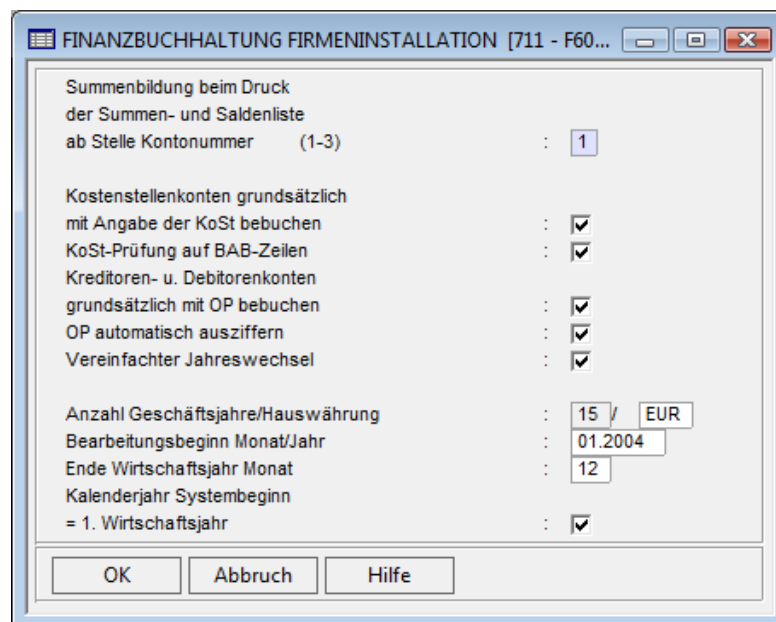 FINANZBUCHHALTUNG FIRMENINSTALLATION [711 - F60...
Summenbildung beim Druck
der Summen- und Saldenliste
ab Stelle Kontonummer (1-3) : 1
Kostenstellenkonten grundsätzlich
mit Angabe der KoSt bebuchen :
KoSt-Prüfung auf BAB-Zeilen :
Kreditoren- u. Debitorenkonten
grundsätzlich mit OP bebuchen :
OP automatisch ausziffern :
Vereinfachter Jahreswechsel :
Anzahl Geschäftsjahre/Hauswährung : 15 / EUR
Bearbeitungsbeginn Monat/Jahr : 01.2004
Ende Wirtschaftsjahr Monat : 12
Kalenderjahr Systembeginn
= 1. Wirtschaftsjahr :
OK Abbruch Hilfe